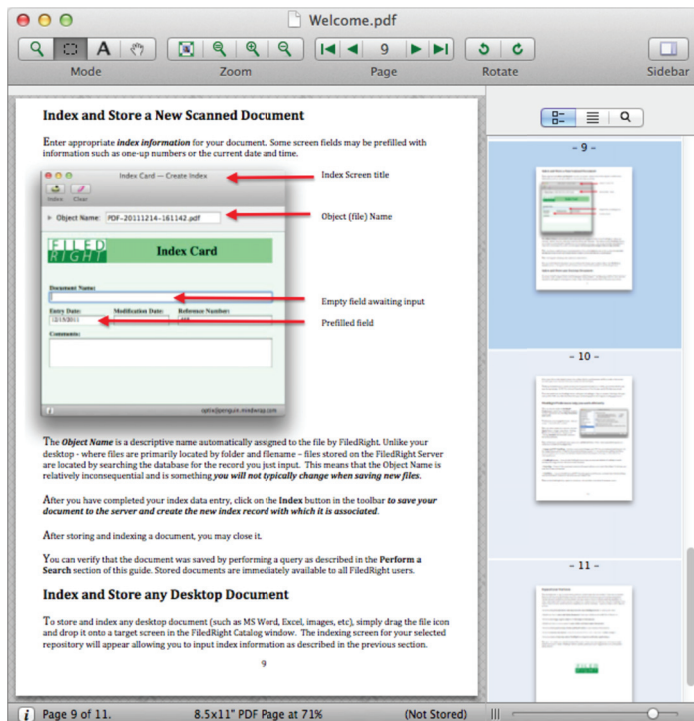 Welcome.pdf
A
9
Mode
Zoom
Page
Rotate
Sidebar
Index and Store a New Scanned Document
Enter appropriate index information for your document. Some screen fields may be prefilled with
information such as one-up numbers or the current date and time.
Index Card — Create Index
Index Screen title
Index
Clear
Object Name:
PDF-20111214-161142.pdf
Object (file) Name
FILED
RIGHT
Index Card
Document Name:
Empty field awaiting input
Entry Date:
Modification Date:
Reference Number:
12/15/2011
Prefilled field
Comments:
optix@penguin.mindwrap.com
The Object Name is a descriptive name automatically assigned to the file by FiledRight. Unlike your
desktop - where files are primarily located by folder and filename – files stored on the FiledRight Server
are located by searching the database for the record you just input. This means that the Object Name is
relatively inconsequential and is something you will not typically change when saving new files.
After you have completed your index data entry, click on the Index button in the toolbar to save your
document to the server and create the new index record with which it is associated.
After storing and indexing a document, you may close it.
You can verify that the document was saved by performing a query as described in the Perform a
Search section of this guide. Stored documents are immediately available to all FiledRight users.
Index and Store any Desktop Document
To store and index any desktop document (such as MS Word, Excel, images, etc), simply drag the file icon
and drop it onto a target screen in the FiledRight Catalog window. The indexing screen for your selected
repository will appear allowing you to input index information as described in the previous section.
9
- 9 -
- 10 -
- 11 -
FILED
RIGHT
i
Page 9 of 11.
8.5x11" PDF Page at 71%
(Not Stored)